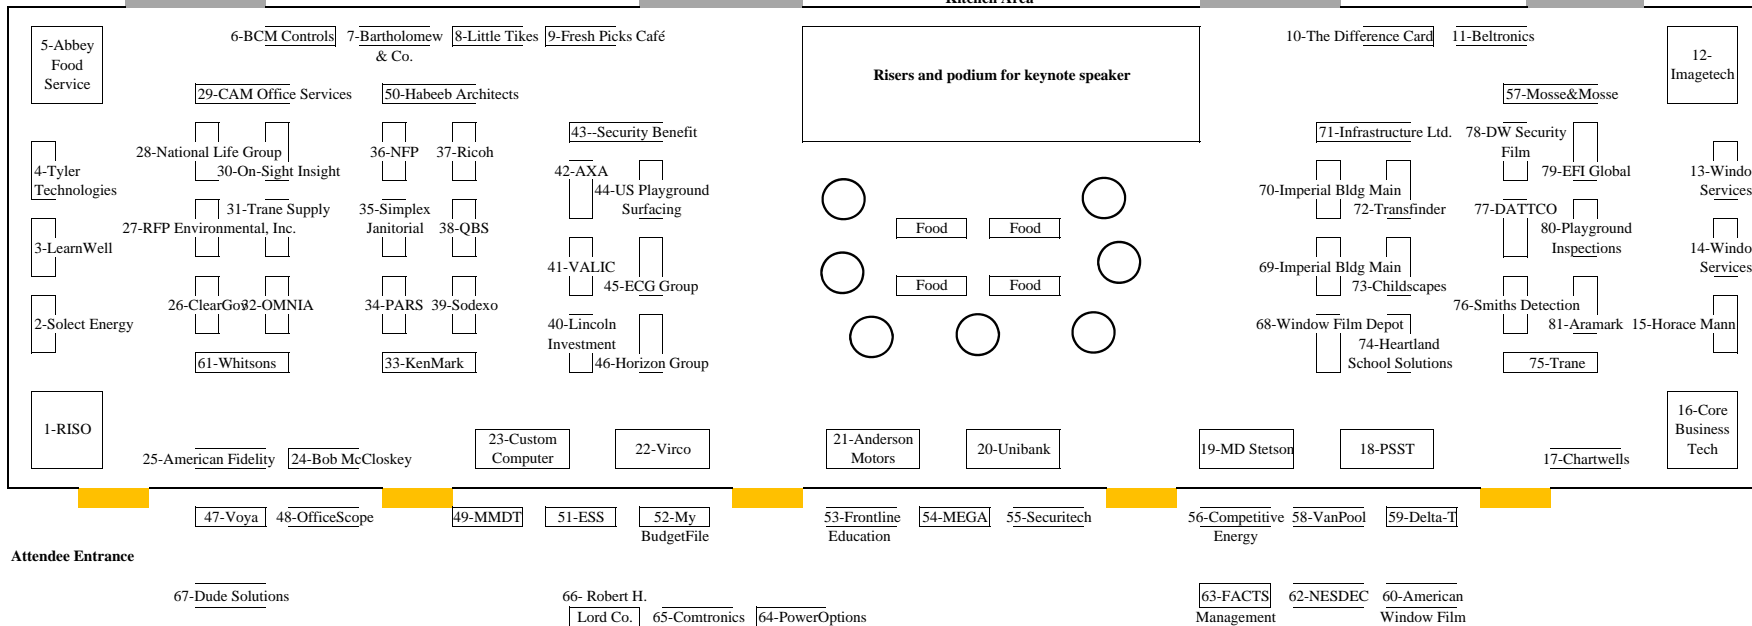 Kitchen Area
5-Abbey
Food
Service
6-BCM Controls
7-Bartholomew
& Co.
8-Little Tikes
9-Fresh Picks Café
Risers and podium for keynote speaker
10-The Difference Card
11-Beltronics
12-
Imagetech
29-CAM Office Services
50-Habeeb Architects
57-Mosse&Mosse
43--Security Benefit
71-Infrastructure Ltd.
78-DW Security
Film
28-National Life Group
30-On-Sight Insight
36-NFP
37-Ricoh
42-AXA
79-EFI Global
4-Tyler
Technologies
44-US Playground
Surfacing
70-Imperial Bldg Main
72-Transfinder
13-Windo
Services
31-Trane Supply
27-RFP Environmental, Inc.
35-Simplex
Janitorial
38-QBS
Food
Food
77-DATTCO
80-Playground
Inspections
3-LearnWell
14-Windo
Services
41-VALIC
45-ECG Group
Food
Food
69-Imperial Bldg Main
73-Childscapes
26-ClearGov
32-OMNIA
34-PARS
39-Sodexo
76-Smiths Detection
2-Solect Energy
40-Lincoln
Investment
68-Window Film Depot
81-Aramark
15-Horace Mann
74-Heartland
School Solutions
61-Whitsons
33-KenMark
46-Horizon Group
75-Trane
1-RISO
16-Core
Business
Tech
25-American Fidelity
24-Bob McCloskey
23-Custom
Computer
22-Virco
21-Anderson
Motors
20-Unibank
19-MD Stetson
18-PSST
17-Chartwells
47-Voya
48-OfficeScope
49-MMDT
51-ESS
52-My
BudgetFile
53-Frontline
Education
54-MEGA
55-Securitech
56-Competitive
Energy
58-VanPool
59-Delta-T
Attendee Entrance
67-Dude Solutions
66- Robert H.
Lord Co.
65-Comtronics
64-PowerOptions
63-FACTS
Management
62-NESDEC
60-American
Window Film